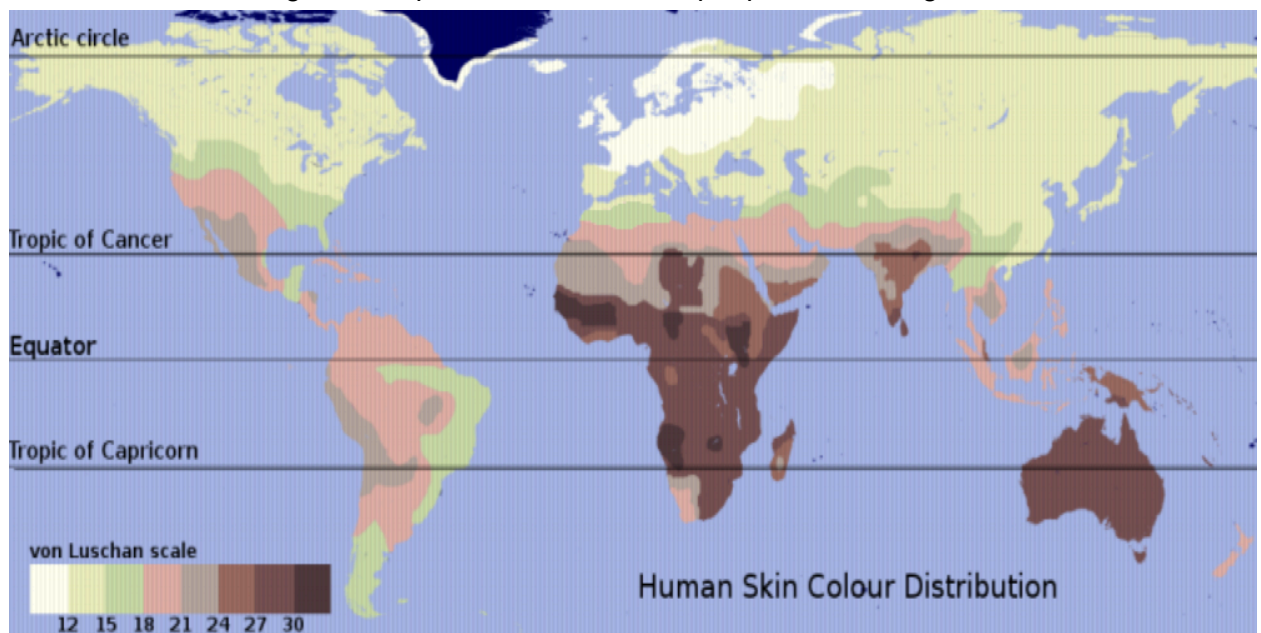 Arctic circle
Tropic of Cancer
Equator
Tropic of Capricorn
von Luschan scale
12 15 18 21 24 27 30
Human Skin Colour Distribution